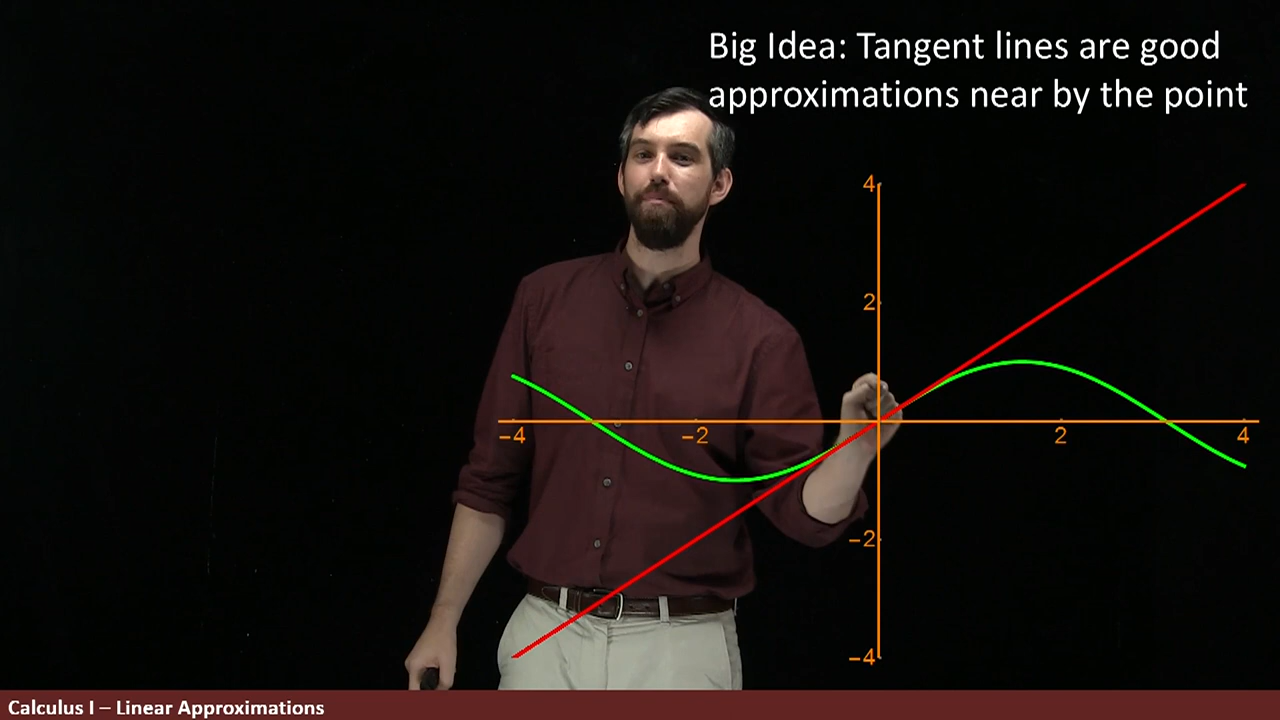 Big Idea: Tangent lines are good
approximations near by the point
4
2
−4
−2
2
4
−2
−4
Calculus I – Linear Approximations